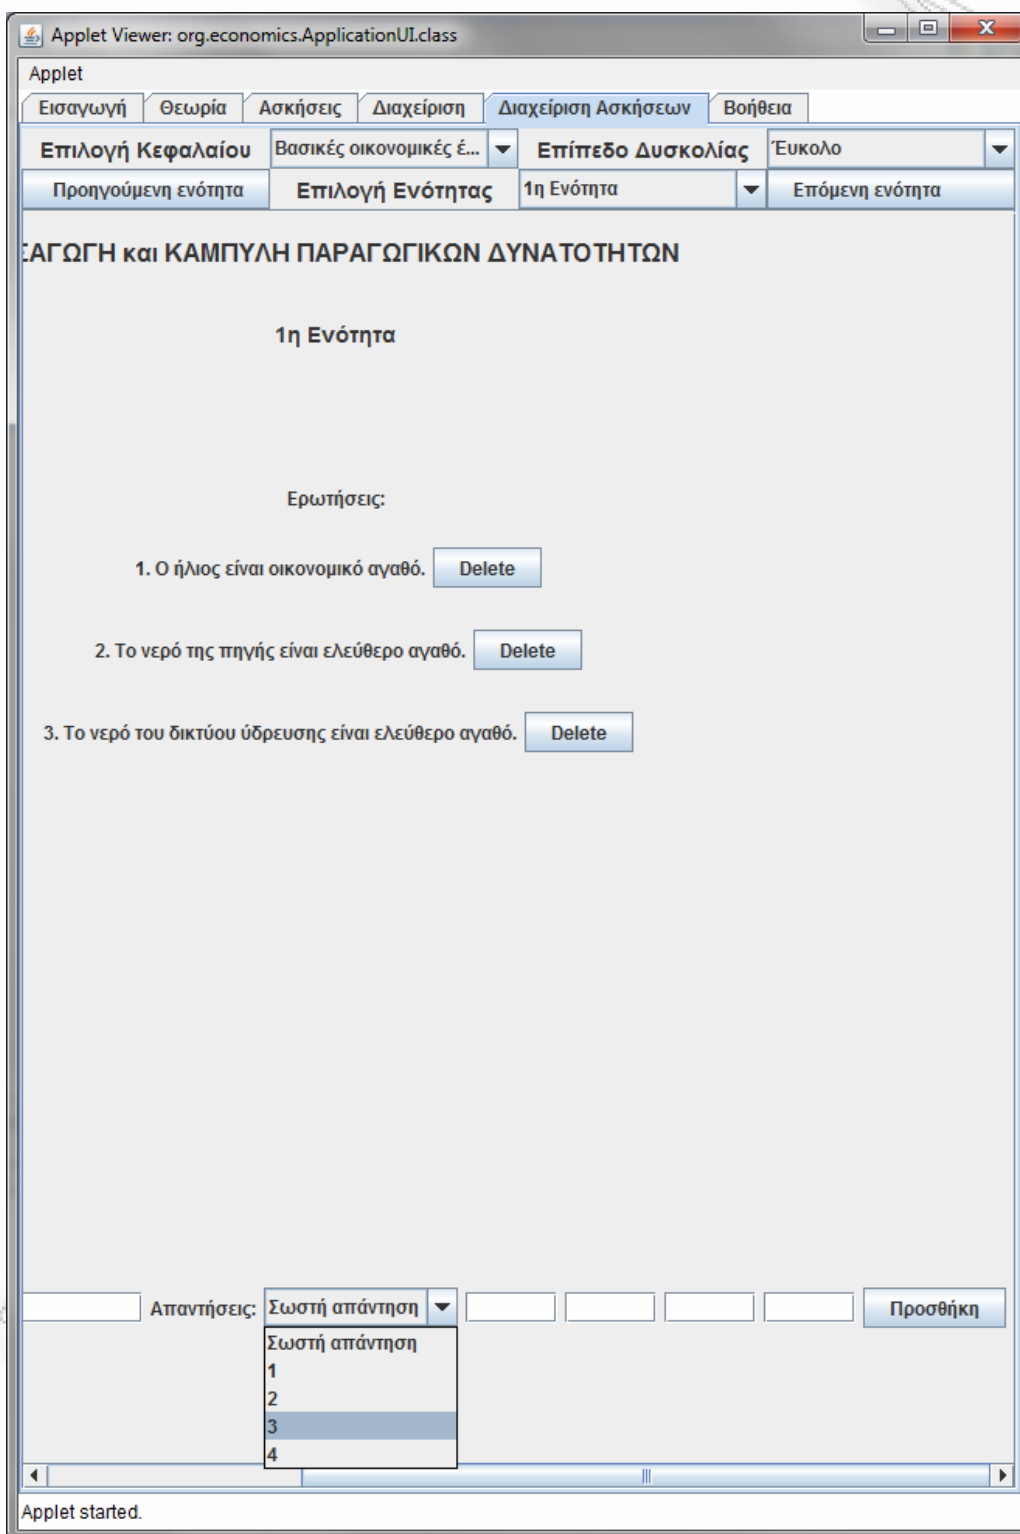 Applet Viewer: org.economics.ApplicationUI.class
Applet
Εισαγωγή Θεωρία Ασκήσεις Διαχείριση Διαχείριση Ασκήσεων Βοήθεια
Επιλογή Κεφαλαίου Βασικές οικονομικές έ... Επίπεδο Δυσκολίας Έυκολο
Προηγούμενη ενότητα Επιλογή Ενότητας 1η Ενότητα Επόμενη ενότητα
ΣΑΓΩΓΗ και ΚΑΜΠΥΛΗ ΠΑΡΑΓΩΓΙΚΩΝ ΔΥΝΑΤΟΤΗΤΩΝ
1η Ενότητα
Ερωτήσεις:
1. Ο ήλιος είναι οικονομικό αγαθό. Delete
2. Το νερό της πηγής είναι ελεύθερο αγαθό. Delete
3. Το νερό του δικτύου ύδρευσης είναι ελεύθερο αγαθό. Delete
Απαντήσεις: Σωστή απάντηση Προσθήκη
Σωστή απάντηση
1
2
3
4
Applet started.